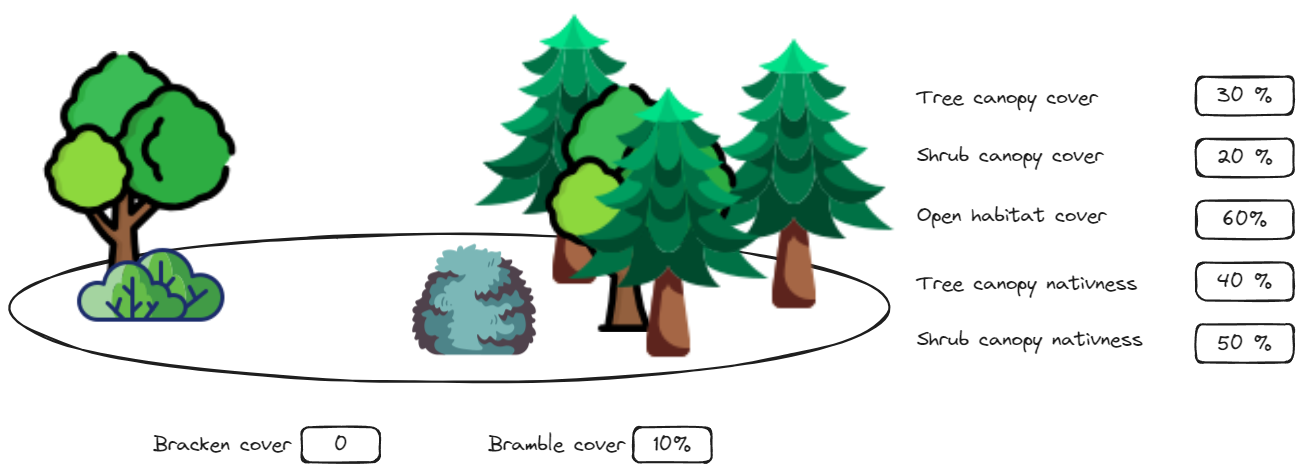 Tree canopy cover 30 %
Shrub canopy cover 20 %
Open habitat cover 60%
Tree canopy nativness 40 %
Shrub canopy nativness 50 %
Bracken cover 0 Bramble cover 10%